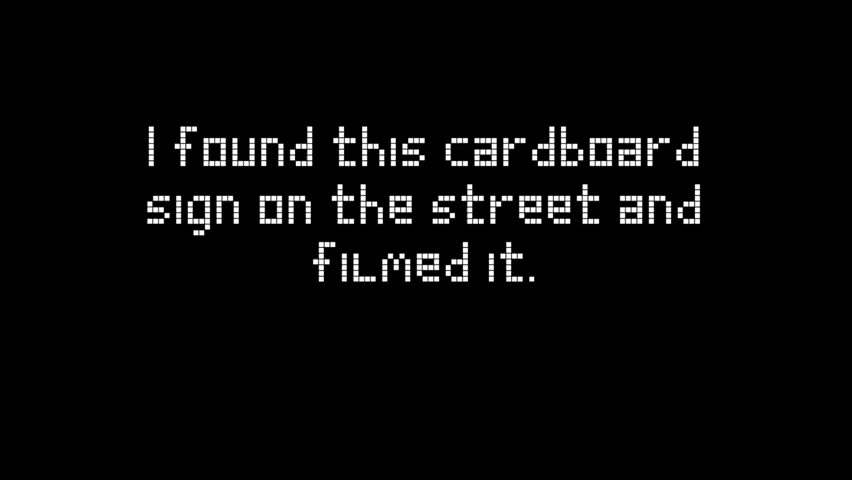 I found this cardboard
sign on the street and
filmed it.